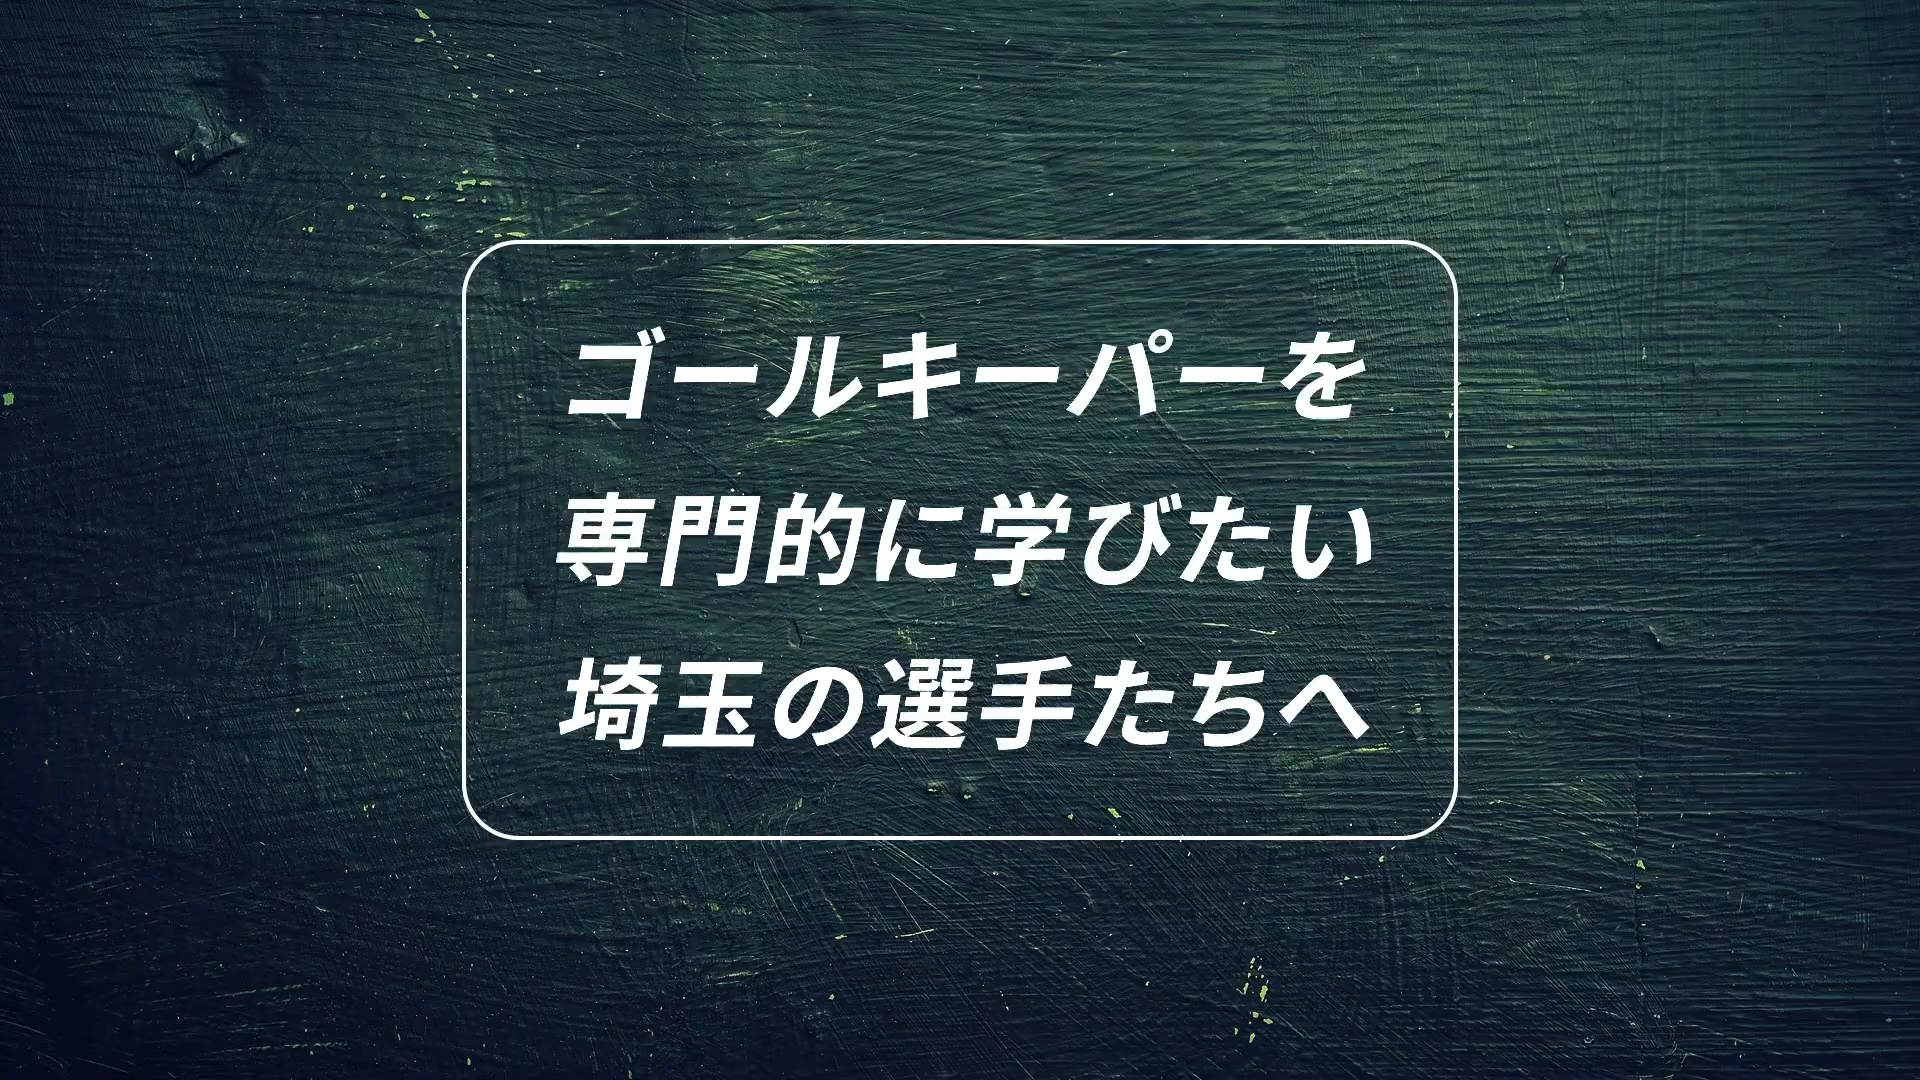 ゴールキーパーを
専門的に学びたい
埼玉の選手たちへ